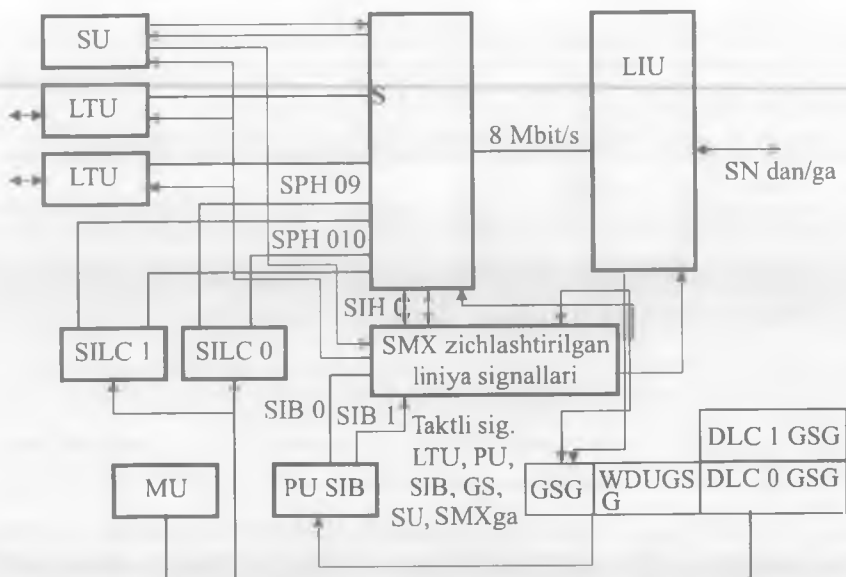 SU
LTU
LTU
S
LIU
8 Mbit/s
SN dan/ga
SPH 09
SPH 010
SIH
SILC 1
SILC 0
SMX zichlashtirilgan
liniya signallari
SIB 0
SIB 1
Taktli sig.
LTU, PU,
SIB, GS,
SU, SMXga
MU
PU SIB
GSG
WDUGS
G
DLC 1 GSG
DLC 0 GSG